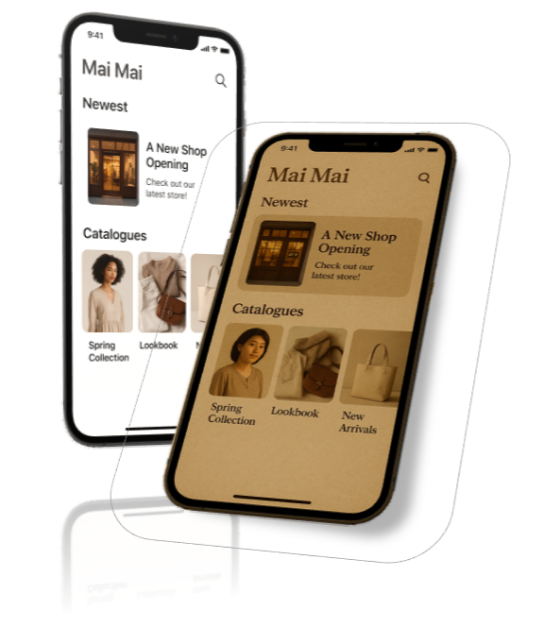 9:41
Mai Mai
Newest
A New Shop
Opening
Check out our
latest store!
Catalogues
Spring
Collection
Lookbook
9:41
Mai Mai
Newest
A New Shop
Opening
Check out our
latest store!
Catalogues
Spring
Collection
Lookbook
New
Arrivals